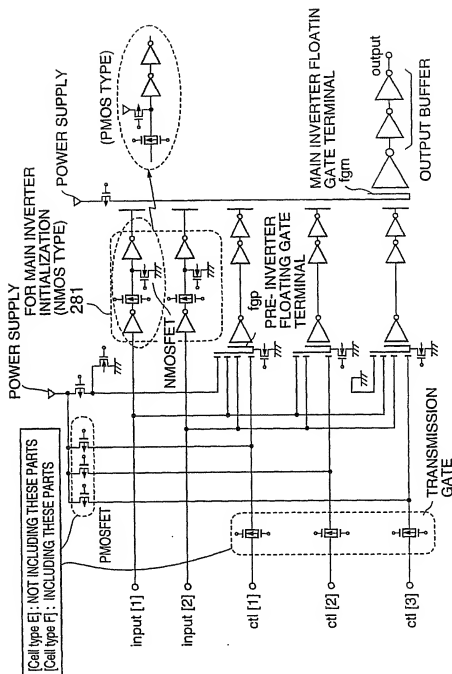 [Cell type E] : NOT INCLUDING THESE PARTS
[Cell type F] : INCLUDING THESE PARTS
POWER SUPPLY
FOR MAIN INVERTER
INITIALIZATION
(NMOS TYPE)
281
POWER SUPPLY
(PMOS TYPE)
PMOSFET
NMOSFET
input [1]
input [2]
ctl [1]
ctl [2]
ctl [3]
fgp
PRE- INVERTER
FLOATING GATE
TERMINAL
MAIN INVERTER FLOATIN
GATE TERMINAL
fgm
output
OUTPUT BUFFER
TRANSMISSION
GATE